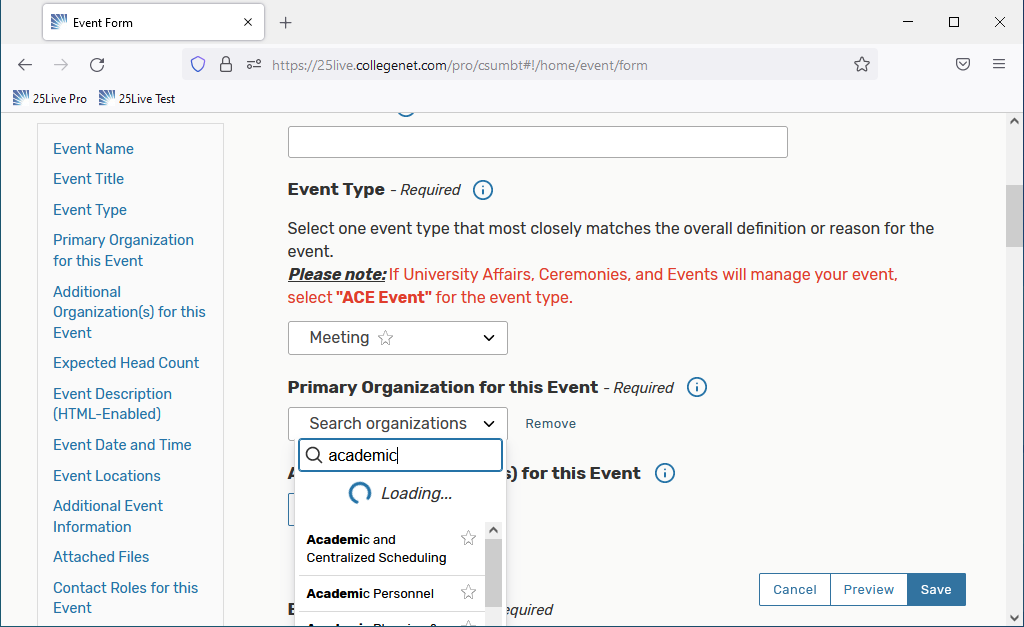 Event Form
https://25live.collegenet.com/pro/csumbt#!/home/event/form
25Live Pro
25Live Test
Event Name
Event Title
Event Type
Primary Organization
for this Event
Additional
Organization(s) for this
Event
Expected Head Count
Event Description
(HTML-Enabled)
Event Date and Time
Event Locations
Additional Event
Information
Attached Files
Contact Roles for this
Event
Event Type - Required
Select one event type that most closely matches the overall definition or reason for the
event.
Please note: If University Affairs, Ceremonies, and Events will manage your event,
select "ACE Event" for the event type.
Meeting
Primary Organization for this Event - Required
Search organizations
Remove
academic
s) for this Event
Loading...
Academic and
Centralized Scheduling
Academic Personnel
Cancel
Preview
Save